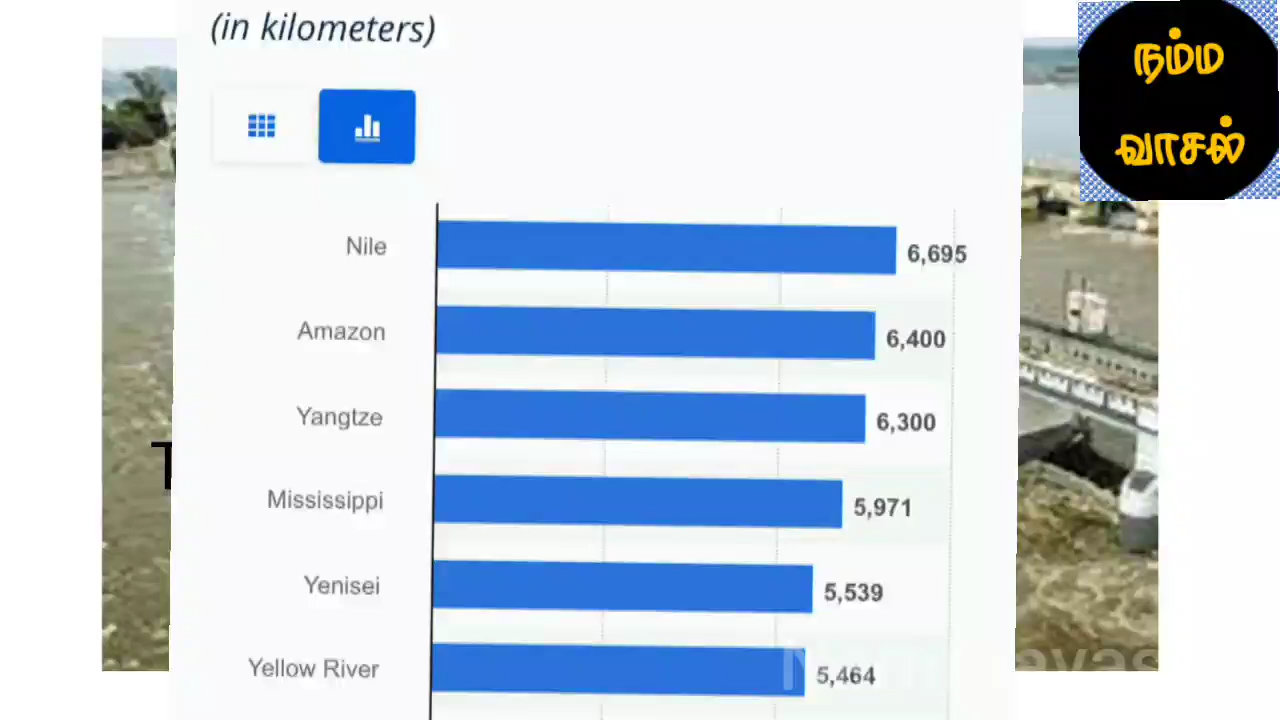 (in kilometers)
நம்ம
வாசல்
Nile 6,695
Amazon 6,400
Yangtze 6,300
Mississippi 5,971
Yenisei 5,539
Yellow River 5,464